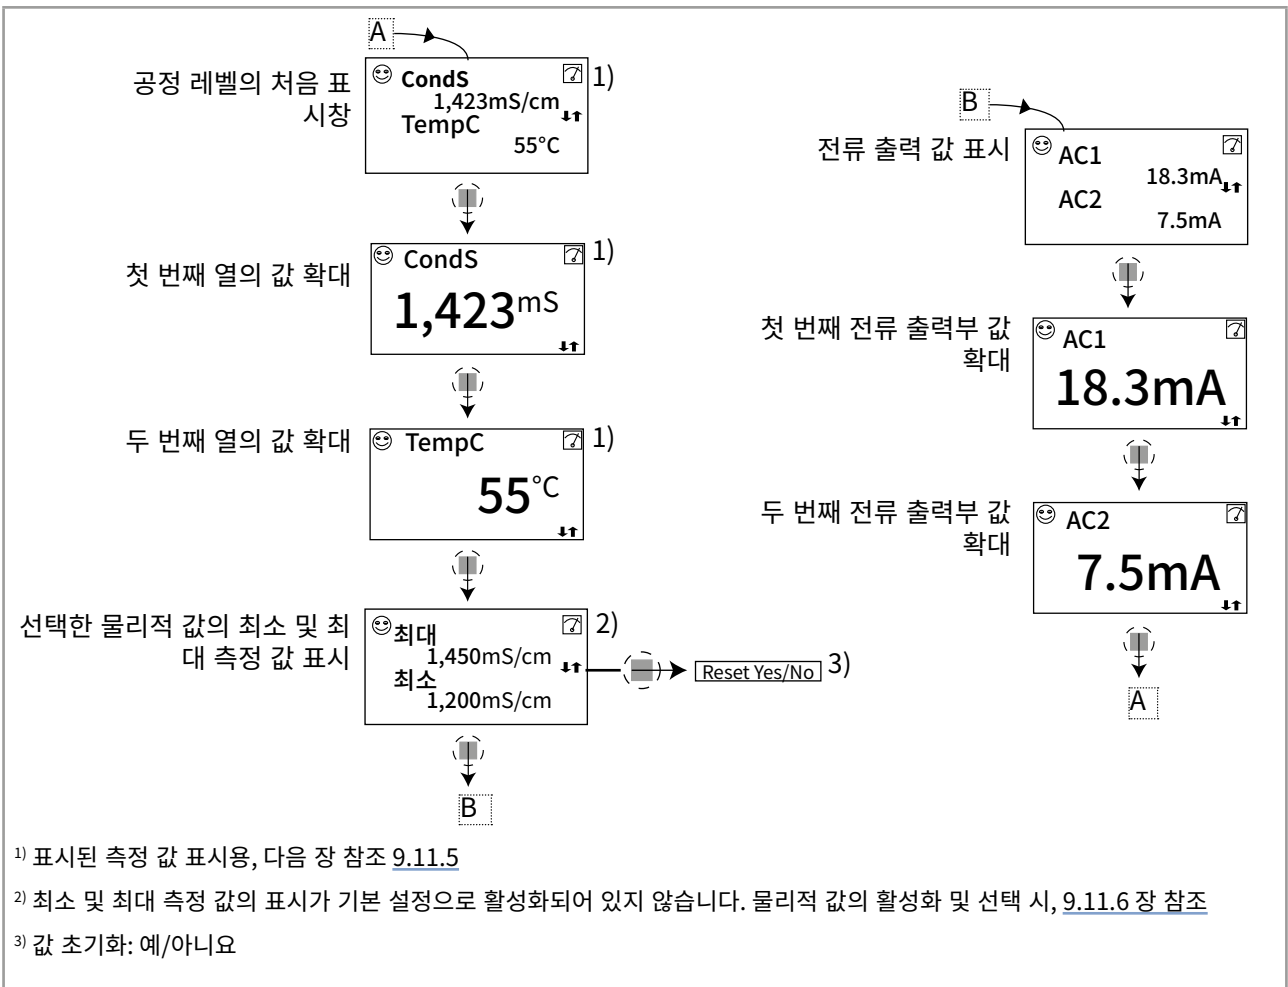 A
공정 레벨의 처음 표
시창
CondS
1,423mS/cm
TempC
55°C
1)
첫 번째 열의 값 확대
CondS
1,423mS
1)
두 번째 열의 값 확대
TempC
55°C
1)
선택한 물리적 값의 최소 및 최
대 측정 값 표시
최대
1,450mS/cm
최소
1,200mS/cm
2)
Reset Yes/No 3)
B
B
전류 출력 값 표시
AC1
18.3mA
AC2
7.5mA
첫 번째 전류 출력부 값
확대
AC1
18.3mA
두 번째 전류 출력부 값
확대
AC2
7.5mA
A
1) 표시된 측정 값 표시용, 다음 장 참조 9.11.5
2) 최소 및 최대 측정 값의 표시가 기본 설정으로 활성화되어 있지 않습니다. 물리적 값의 활성화 및 선택 시, 9.11.6 장 참조
3) 값 초기화: 예/아니요